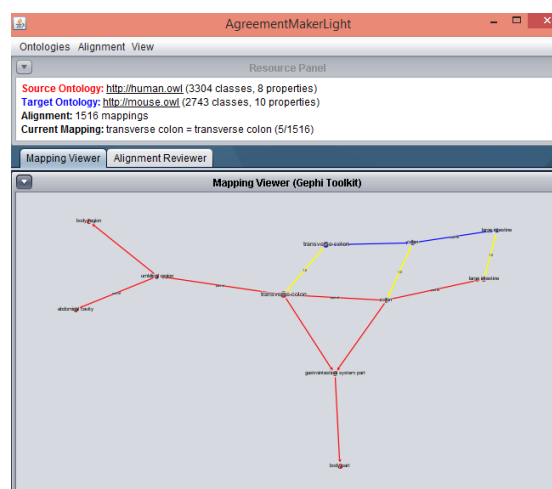 AgreementMakerLight
Ontologies Alignment View
Resource Panel
Source Ontology: http://human.owl (3304 classes, 8 properties)
Target Ontology: http://mouse.owl (2743 classes, 10 properties)
Alignment: 1516 mappings
Current Mapping: transverse colon = transverse colon (5/1516)
Mapping Viewer Alignment Reviewer
Mapping Viewer (Gephi Toolkit)
body region
large intestine
transverse colon
colon
umbilical region
large intestine
transverse colon
colon
abdominal cavity
gastrointestinal system part
body part